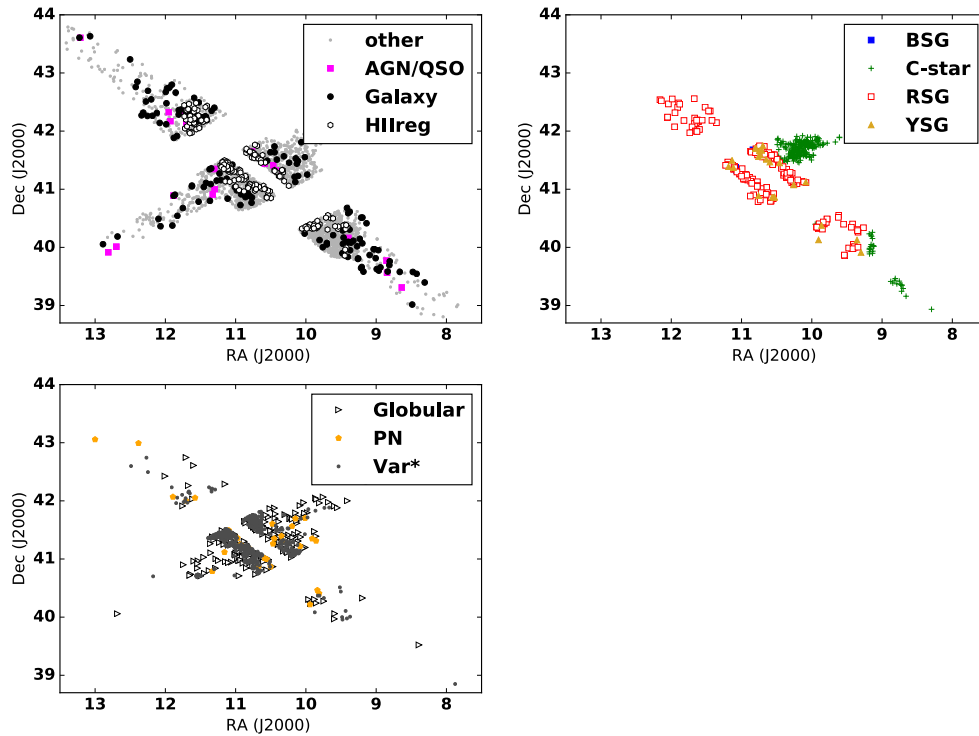 44
43
42
41
40
39
Dec (J2000)
other
AGN/QSO
Galaxy
HIIreg
13 12 11 10 9 8
RA (J2000)
44
43
42
41
40
39
Dec (J2000)
BSG
C-star
RSG
YSG
13 12 11 10 9 8
RA (J2000)
44
43
42
41
40
39
Dec (J2000)
Globular
PN
Var*
13 12 11 10 9 8
RA (J2000)